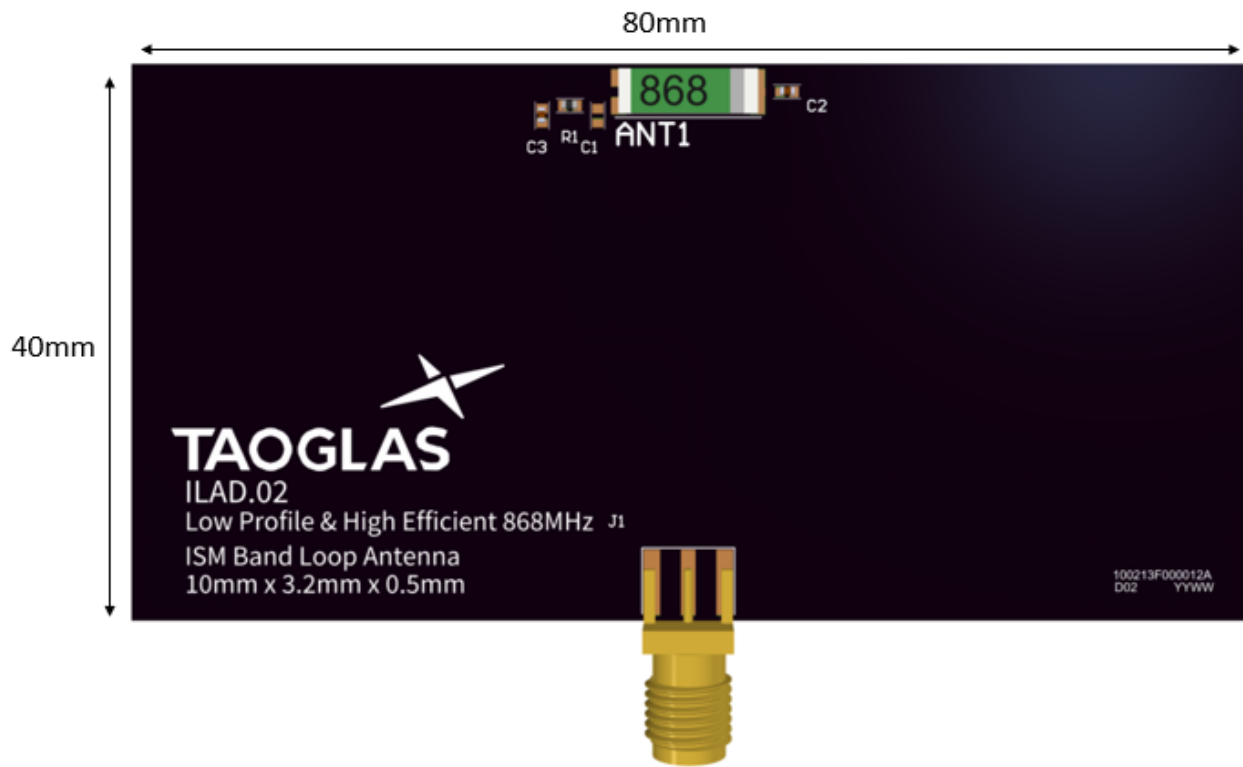 80mm
868
C2
C3
R1
C1
ANT1
40mm
TAOGLAS
ILAD.02
Low Profile & High Efficient 868MHz
J1
ISM Band Loop Antenna
10mm x 3.2mm x 0.5mm
100213F000012A
D02 YYWW